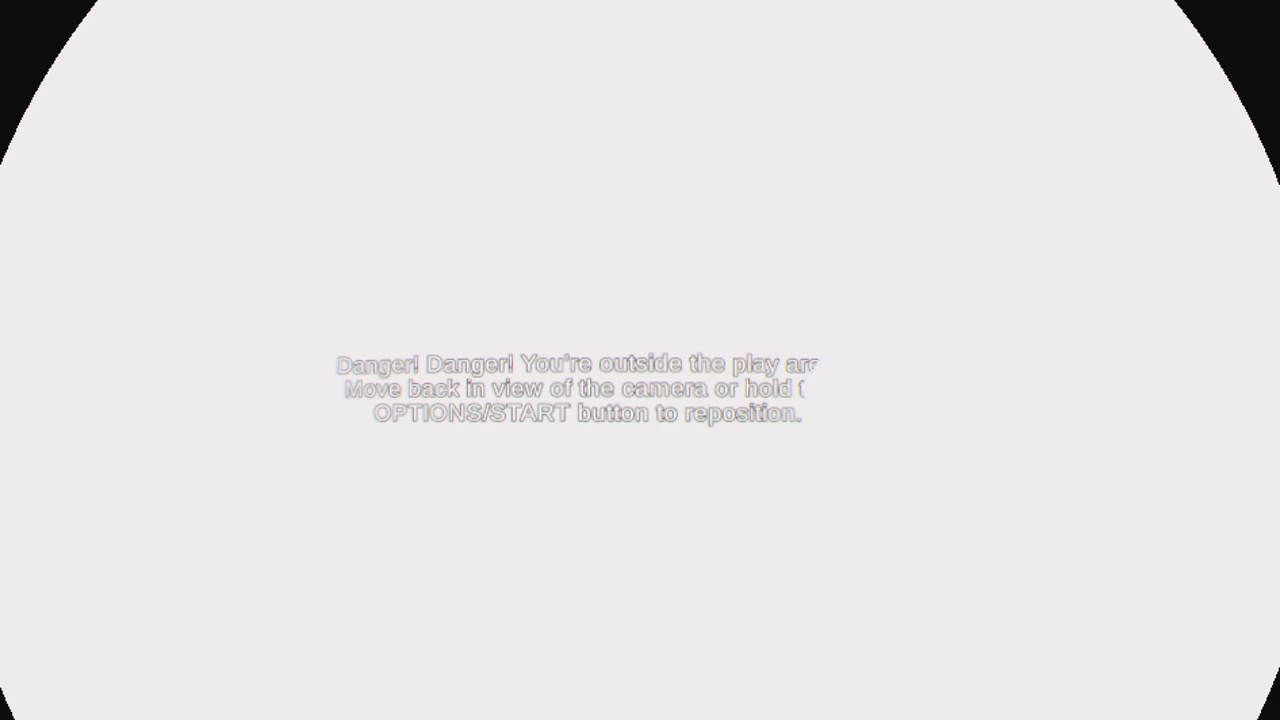 Danger! Danger! You're outside the play are
Move back in view of the camera or hold t
OPTIONS/START button to reposition.